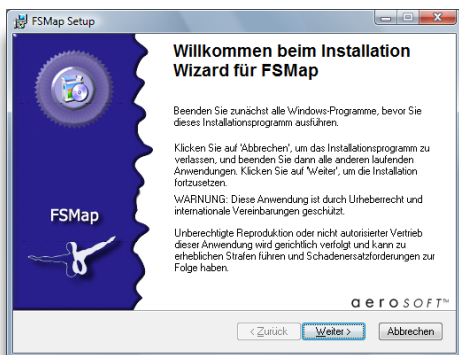 FSMap Setup
Willkommen beim Installation
Wizard für FSMap
Beenden Sie zunächst alle Windows-Programme, bevor Sie
dieses Installationsprogramm ausführen.
Klicken Sie auf 'Abbrechen', um das Installationsprogramm zu
verlassen, und beenden Sie dann alle anderen laufenden
Anwendungen. Klicken Sie auf 'Weiter', um die Installation
fortzusetzen.
WARNUNG: Diese Anwendung ist durch Urheberrecht und
internationale Vereinbarungen geschützt.
Unberechtigte Reproduktion oder nicht autorisierter Vertrieb
dieser Anwendung wird gerichtlich verfolgt und kann zu
erheblichen Strafen führen und Schadenersatzforderungen zur
Folge haben.
FSMap
aerosoft™
< Zurück
Weiter >
Abbrechen